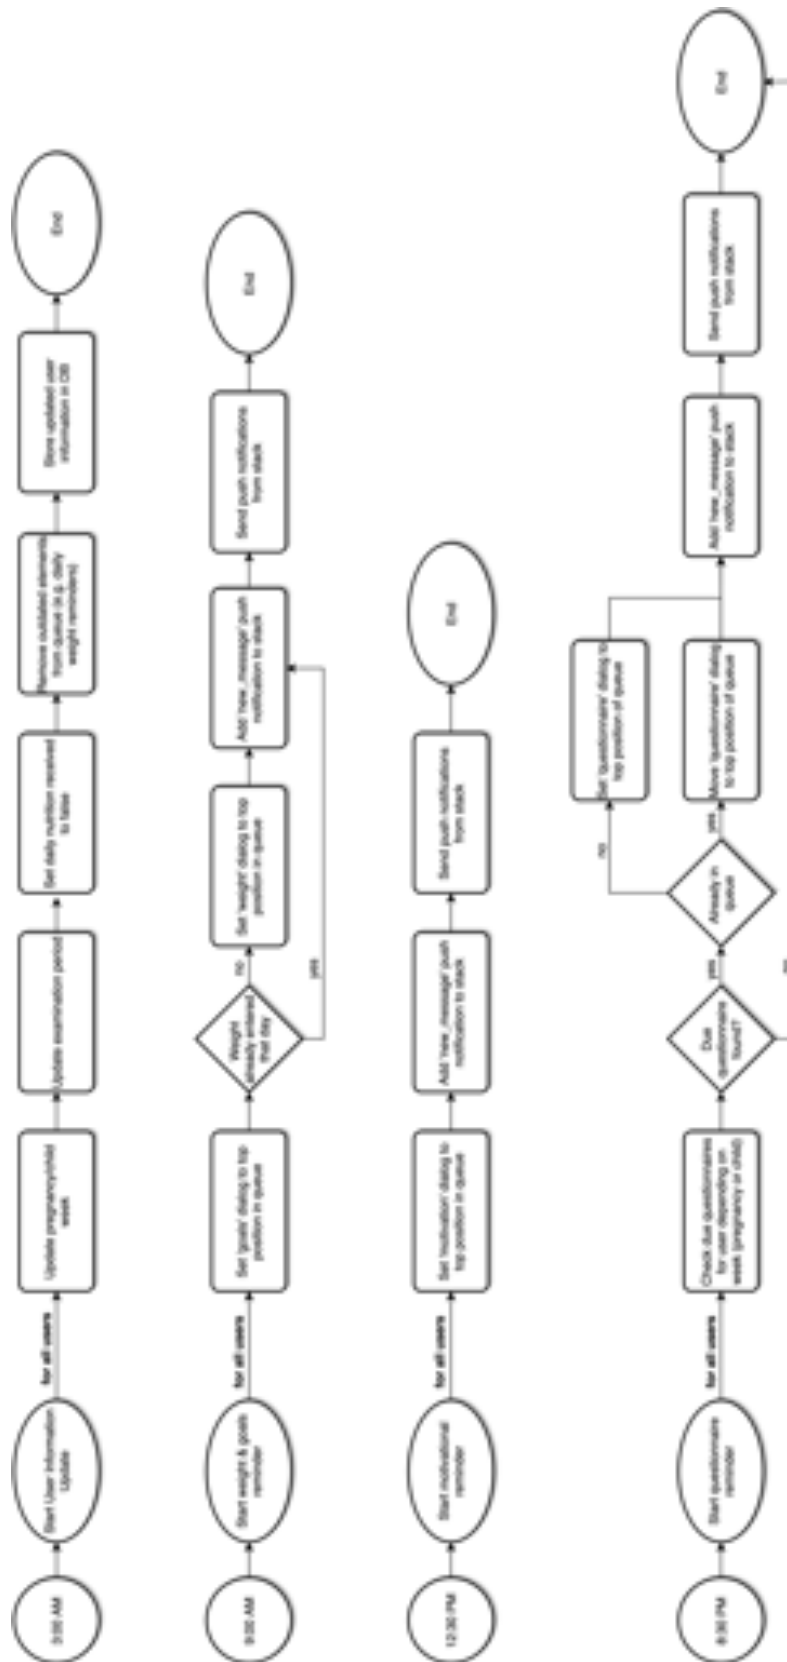 3:00 AM
Start User Information
Update
for all users
Update pregnancy/child
week
Update examination period
Set daily nutrition received
to false
Remove outdated elements
from queue (e.g. daily
weight reminders)
Store updated user
information in DB
End
9:00 AM
Start weight & goals
reminder
for all users
Set 'goals' dialog to top
position in queue
Weight
already entered
that day
no
yes
Set 'weight' dialog to top
position in queue
Add 'new_message' push
notification to stack
Send push notifications
from stack
End
12:30 PM
Start motivational
reminder
for all users
Set 'motivation' dialog to
top position in queue
Add 'new_message' push
notification to stack
Send push notifications
from stack
End
Start questionnaire
reminder
for all users
Check due questionnaires
for user depending on
week (pregnancy or child)
Due
questionnaire
found?
yes
Already in
queue
no
yes
Set 'questionnaire' dialog to
top position of queue
Move 'questionnaire' dialog
to top position of queue
Add 'new_message' push
notification to stack
Send push notifications
from stack
End